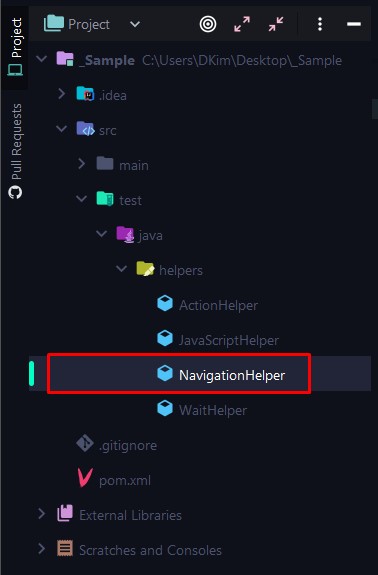 Project
Project
Pull Requests
_Sample C:\Users\DKim\Desktop\_Sample
.idea
src
main
test
java
helpers
ActionHelper
JavaScriptHelper
NavigationHelper
WaitHelper
.gitignore
pom.xml
External Libraries
Scratches and Consoles